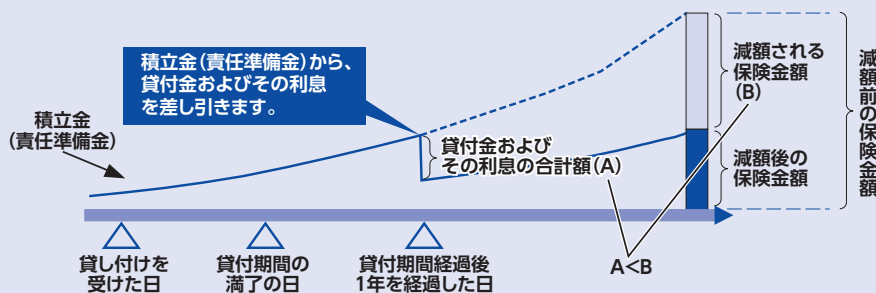 積立金(責任準備金)から、
貸付金およびその利息
を差し引きます。
積立金
(責任準備金)
貸付金および
その利息の合計額(A)
減額される
保険金額
(B)
減額後の
保険金額
減額前の保険金額
貸し付けを
受けた日
貸付期間の
満了の日
貸付期間経過後
1年を経過した日
A<B